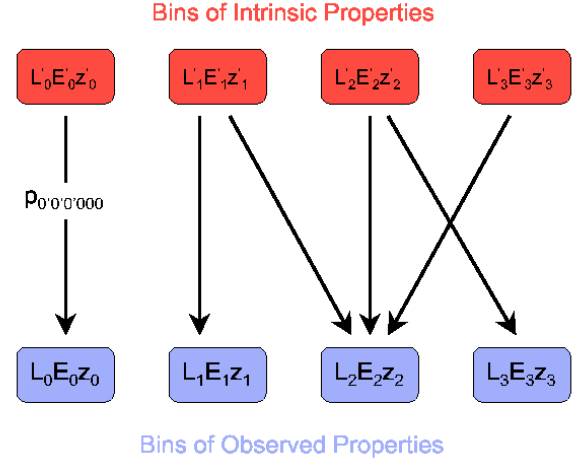 Bins of Intrinsic Properties
L'₀E'₀z'₀ L'₁E'₁z'₁ L'₂E'₂z'₂ L'₃E'₃z'₃
p₀'₀'₀'₀₀₀
L₀E₀z₀ L₁E₁z₁ L₂E₂z₂ L₃E₃z₃
Bins of Observed Properties